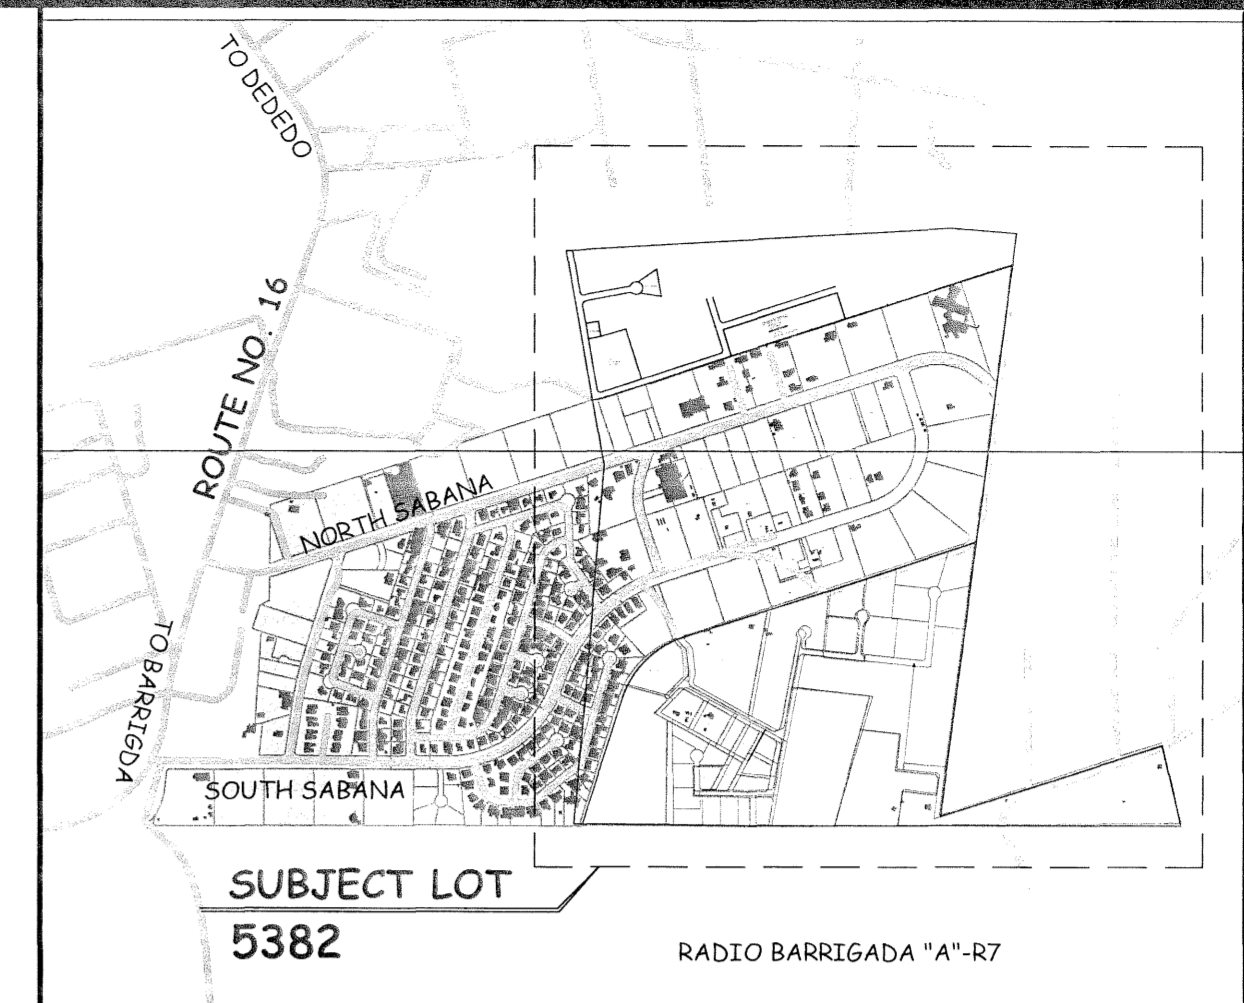 TO DEDEDO
ROUTE NO. 16
NORTH SABANA
TO BARRIGDA
SOUTH SABANA
SUBJECT LOT
5382
RADIO BARRIGADA "A"-R7